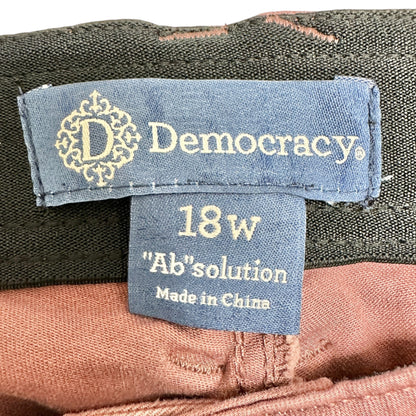 D Democracy®
18w
"Ab"solution
Made in China